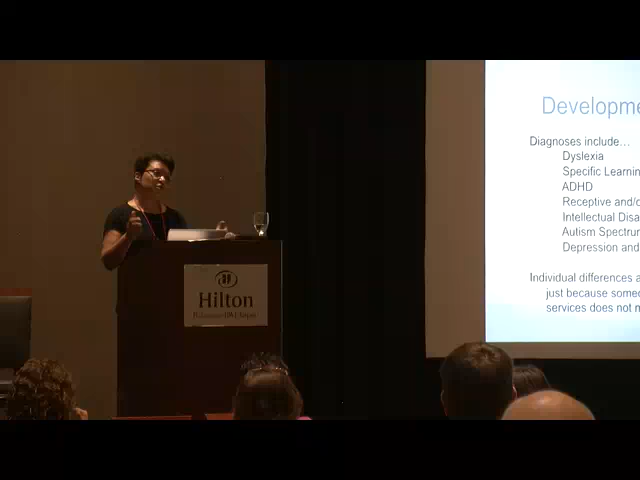 Developme
Diagnoses include…
Dyslexia
Specific Learnin
ADHD
Receptive and/o
Intellectual Disa
Autism Spectrum
Depression and
Individual differences a
just because someo
services does not m
Hilton